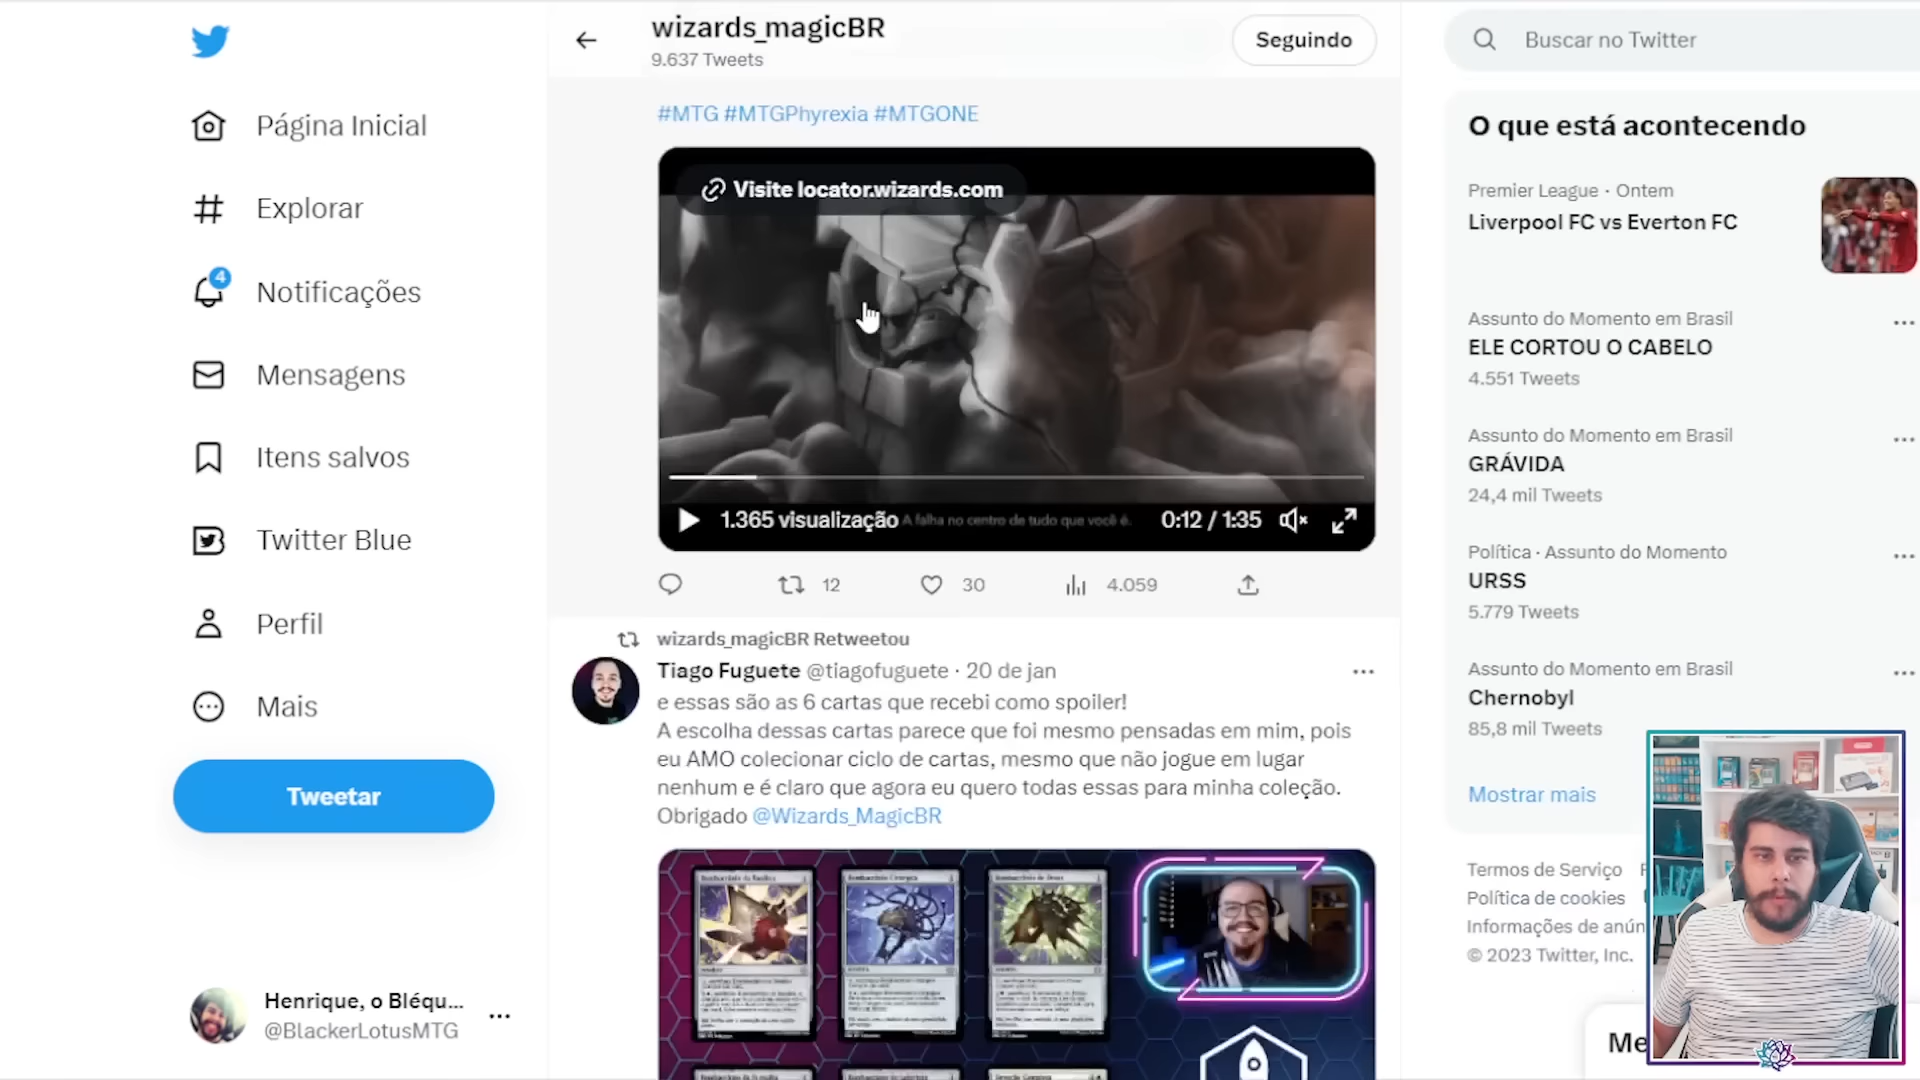 wizards_magicBR
9.637 Tweets
Seguindo
Buscar no Twitter
Página Inicial
Explorar
4
Notificações
Mensagens
Itens salvos
Twitter Blue
Perfil
Mais
Tweetar
Henrique, o Bléqu...
@BlackerLotusMTG
#MTG #MTGPhyrexia #MTGONE
Visite locator.wizards.com
1.365 visualização
A falha no centro de tudo que você é.
0:12 / 1:35
12
30
4.059
wizards_magicBR Retweetou
Tiago Fuguete @tiagofuguete · 20 de jan
e essas são as 6 cartas que recebi como spoiler!
A escolha dessas cartas parece que foi mesmo pensadas em mim, pois
eu AMO colecionar ciclo de cartas, mesmo que não jogue em lugar
nenhum e é claro que agora eu quero todas essas para minha coleção.
Obrigado @Wizards_MagicBR
O que está acontecendo
Premier League · Ontem
Liverpool FC vs Everton FC
Assunto do Momento em Brasil
ELE CORTOU O CABELO
4.551 Tweets
Assunto do Momento em Brasil
GRÁVIDA
24,4 mil Tweets
Política · Assunto do Momento
URSS
5.779 Tweets
Assunto do Momento em Brasil
Chernobyl
85,8 mil Tweets
Mostrar mais
Termos de Serviço
Política de cookies
Informações de anún
© 2023 Twitter, Inc.
Me